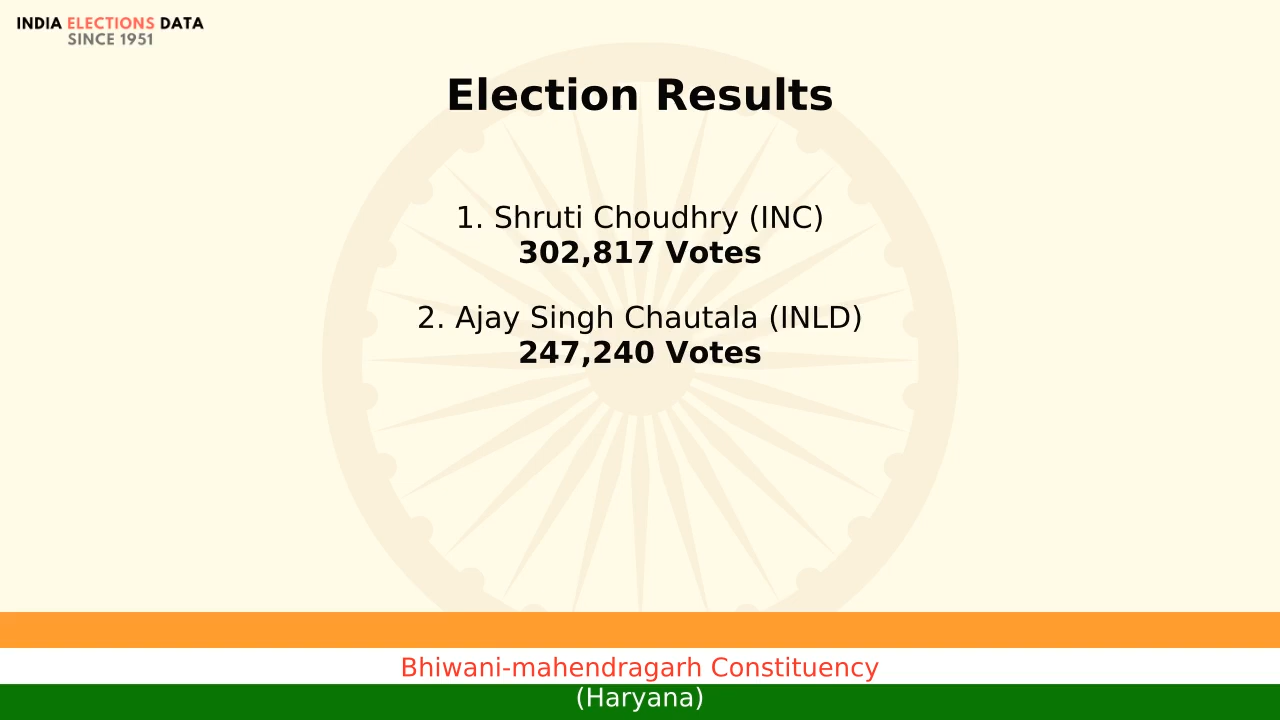 INDIA ELECTIONS DATA
SINCE 1951
Election Results
1. Shruti Choudhry (INC)
302,817 Votes
2. Ajay Singh Chautala (INLD)
247,240 Votes
Bhiwani-mahendragarh Constituency
(Haryana)